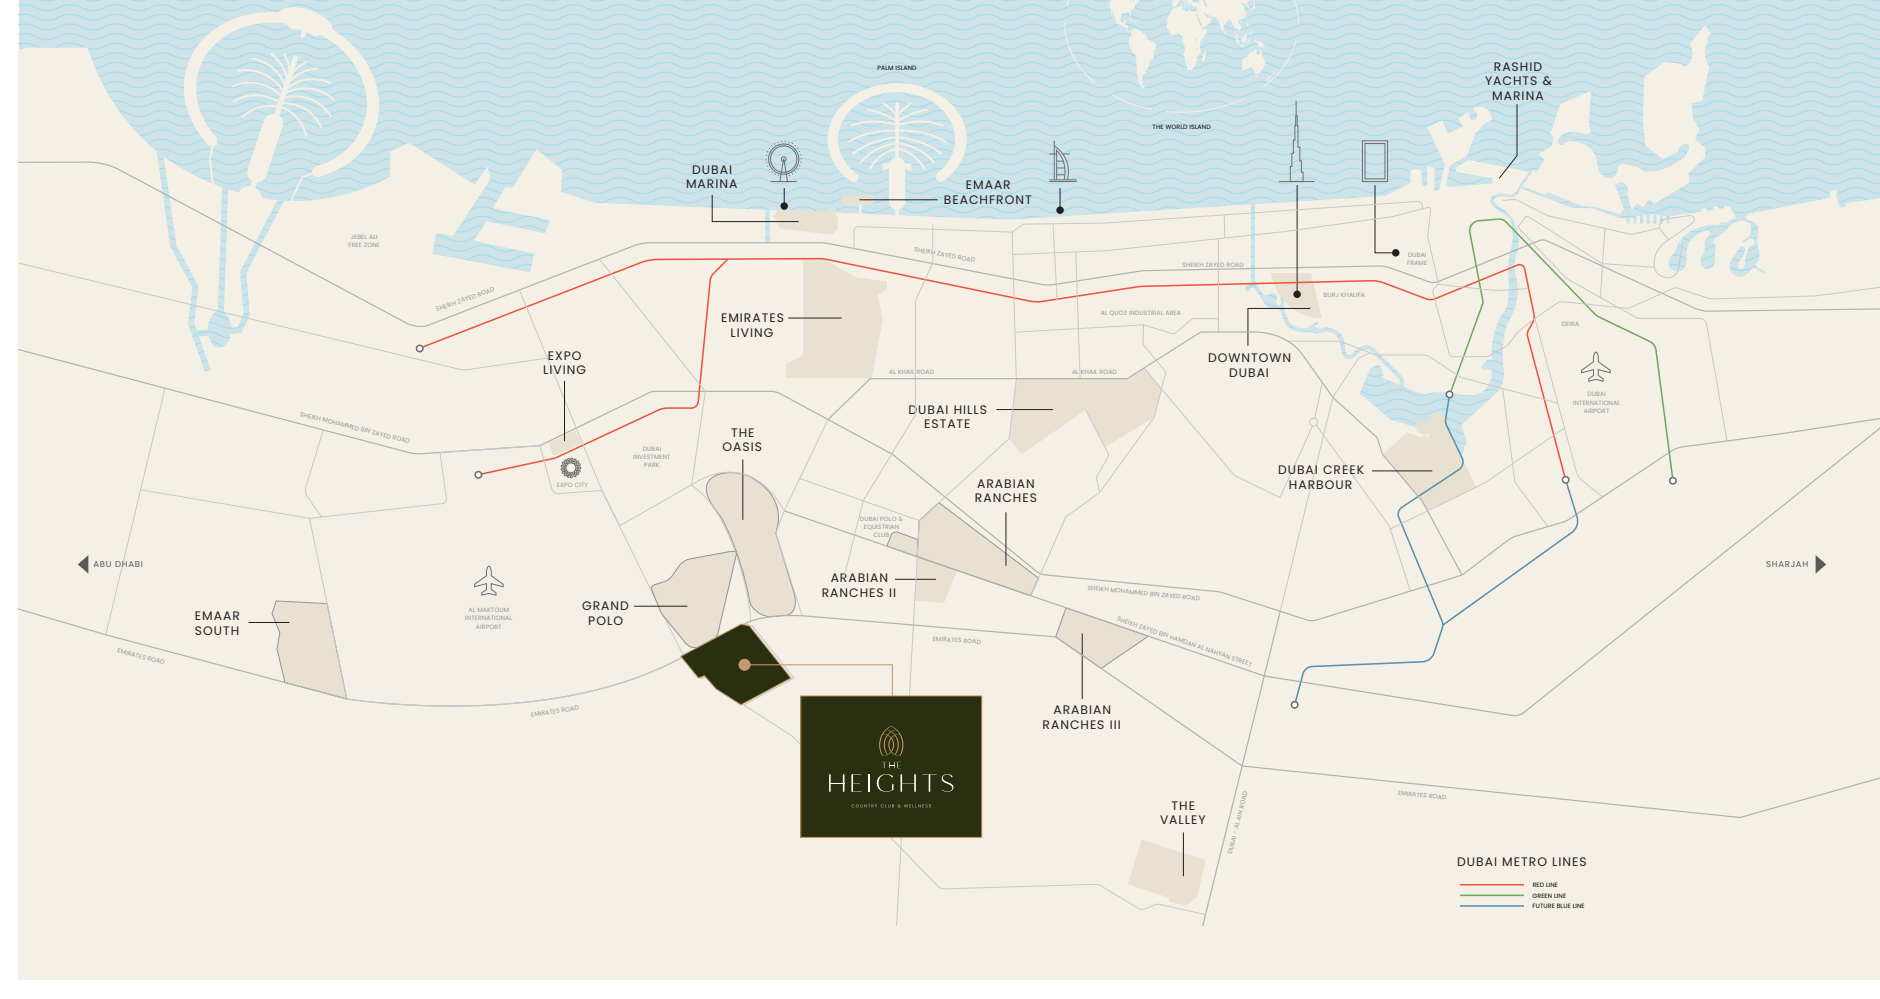 PALM ISLAND
RASHID
YACHTS &
MARINA
THE WORLD ISLAND
DUBAI
MARINA
EMAAR
BEACHFRONT
JEBEL ALI
FREE ZONE
SHEIKH ZAYED ROAD
SHEIKH ZAYED ROAD
SHEIKH ZAYED ROAD
DUBAI
FRAME
BURJ KHALIFA
AL QUOZ INDUSTRIAL AREA
DEIRA
EMIRATES
LIVING
EXPO
LIVING
DOWNTOWN
DUBAI
AL KHAIL ROAD
AL KHAIL ROAD
DUBAI
INTERNATIONAL
AIRPORT
DUBAI HILLS
ESTATE
SHEIKH MOHAMMED BIN ZAYED ROAD
THE
OASIS
DUBAI
INVESTMENT
PARK
EXPO CITY
DUBAI CREEK
HARBOUR
ARABIAN
RANCHES
DUBAI POLO &
EQUESTRIAN
CLUB
ABU DHABI
SHARJAH
ARABIAN
RANCHES II
SHEIKH MOHAMMED BIN ZAYED ROAD
AL MAKTOUM
INTERNATIONAL
AIRPORT
GRAND
POLO
EMAAR
SOUTH
EMIRATES ROAD
SHEIKH ZAYED BIN HAMDAN AL NAHYAN STREET
EMIRATES ROAD
EMIRATES ROAD
ARABIAN
RANCHES III
THE
HEIGHTS
COUNTRY CLUB & WELLNESS
THE
VALLEY
DUBAI - AL AIN ROAD
EMIRATES ROAD
DUBAI METRO LINES
RED LINE
GREEN LINE
FUTURE BLUE LINE